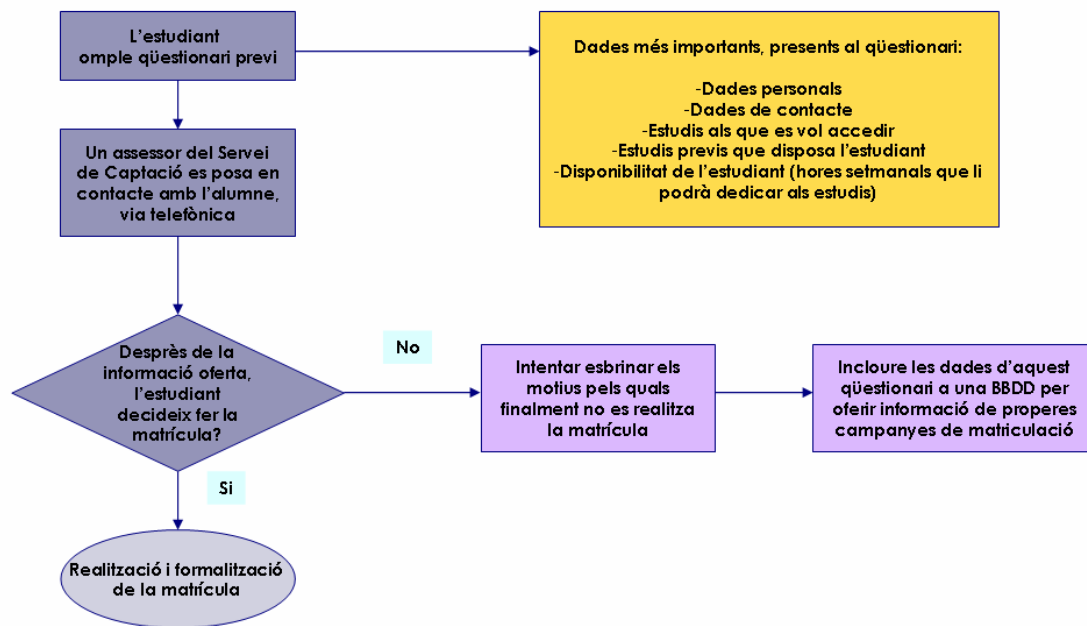 L'estudiant
omple qüestionari previ
Dades més importants, presents al qüestionari:
-Dades personals
-Dades de contacte
-Estudis als que es vol accedir
-Estudis previs que disposa l'estudiant
-Disponibilitat de l'estudiant (hores setmanals que li
podrà dedicar als estudis)
Un assessor del Servei
de Captació es posa en
contacte amb l'alumne,
via telefònica
Desprès de la
informació oferta,
l'estudiant
decideix fer la
matrícula?
No
Intentar esbrinar els
motius pels quals
finalment no es realitza
la matrícula
Incloure les dades d'aquest
qüestionari a una BBDD per
oferir informació de properes
campanyes de matriculació
Si
Realització i formalització
de la matrícula